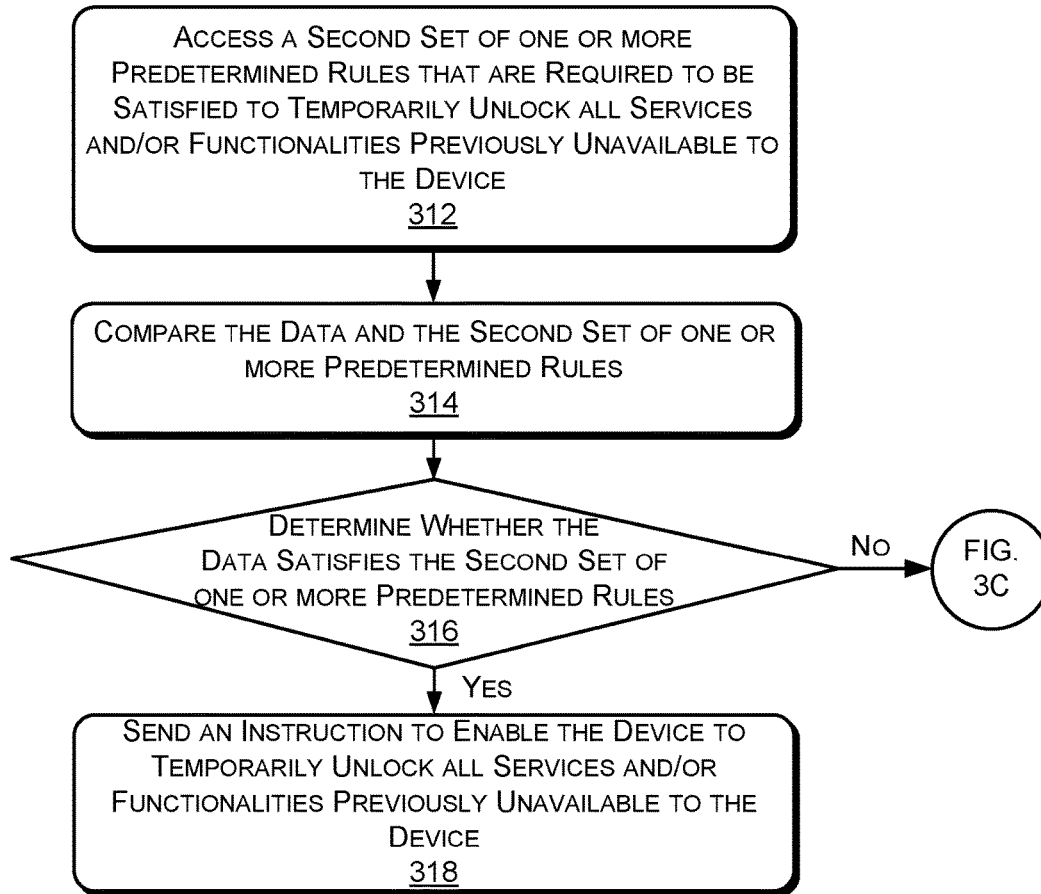 ACCESS A SECOND SET OF ONE OR MORE
PREDETERMINED RULES THAT ARE REQUIRED TO BE
SATISFIED TO TEMPORARILY UNLOCK ALL SERVICES
AND/OR FUNCTIONALITIES PREVIOUSLY UNAVAILABLE TO
THE DEVICE
312
COMPARE THE DATA AND THE SECOND SET OF ONE OR
MORE PREDETERMINED RULES
314
DETERMINE WHETHER THE
DATA SATISFIES THE SECOND SET OF
ONE OR MORE PREDETERMINED RULES
316
NO
FIG.
3C
YES
SEND AN INSTRUCTION TO ENABLE THE DEVICE TO
TEMPORARILY UNLOCK ALL SERVICES AND/OR
FUNCTIONALITIES PREVIOUSLY UNAVAILABLE TO THE
DEVICE
318